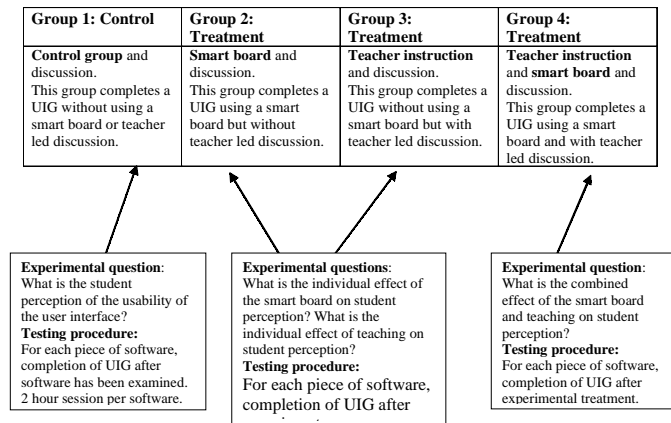 Group 1: Control
Control group and
discussion.
This group completes a
UIG without using a
smart board or teacher
led discussion.
Group 2:
Treatment
Smart board and
discussion.
This group completes a
UIG using a smart
board but without
teacher led discussion.
Group 3:
Treatment
Teacher instruction
and discussion.
This group completes a
UIG without using a
smart board but with
teacher led discussion.
Group 4:
Treatment
Teacher instruction
and smart board and
discussion.
This group completes a
UIG using a smart
board and with teacher
led discussion.
Experimental question:
What is the student
perception of the usability of
the user interface?
Testing procedure:
For each piece of software,
completion of UIG after
software has been examined.
2 hour session per software.
Experimental questions:
What is the individual effect of
the smart board on student
perception? What is the
individual effect of teaching on
student perception?
Testing procedure:
For each piece of software,
completion of UIG after
Experimental question:
What is the combined
effect of the smart board
and teaching on student
perception?
Testing procedure:
For each piece of software,
completion of UIG after
experimental treatment.